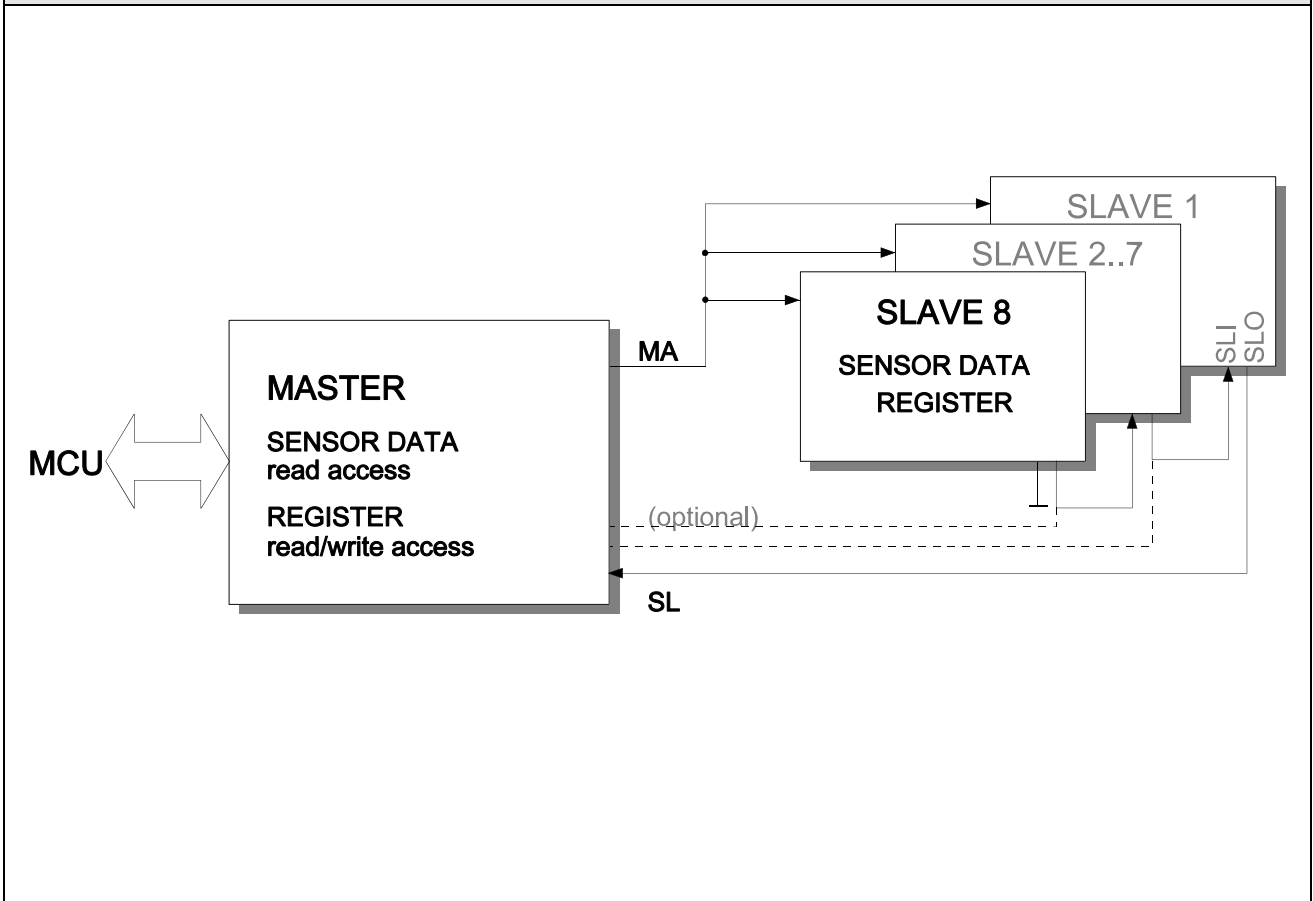 SLAVE 1
SLAVE 2..7
SLAVE 8
SENSOR DATA
REGISTER
SLI
SLO
MA
MASTER
SENSOR DATA
read access
REGISTER
read/write access
MCU
(optional)
SL